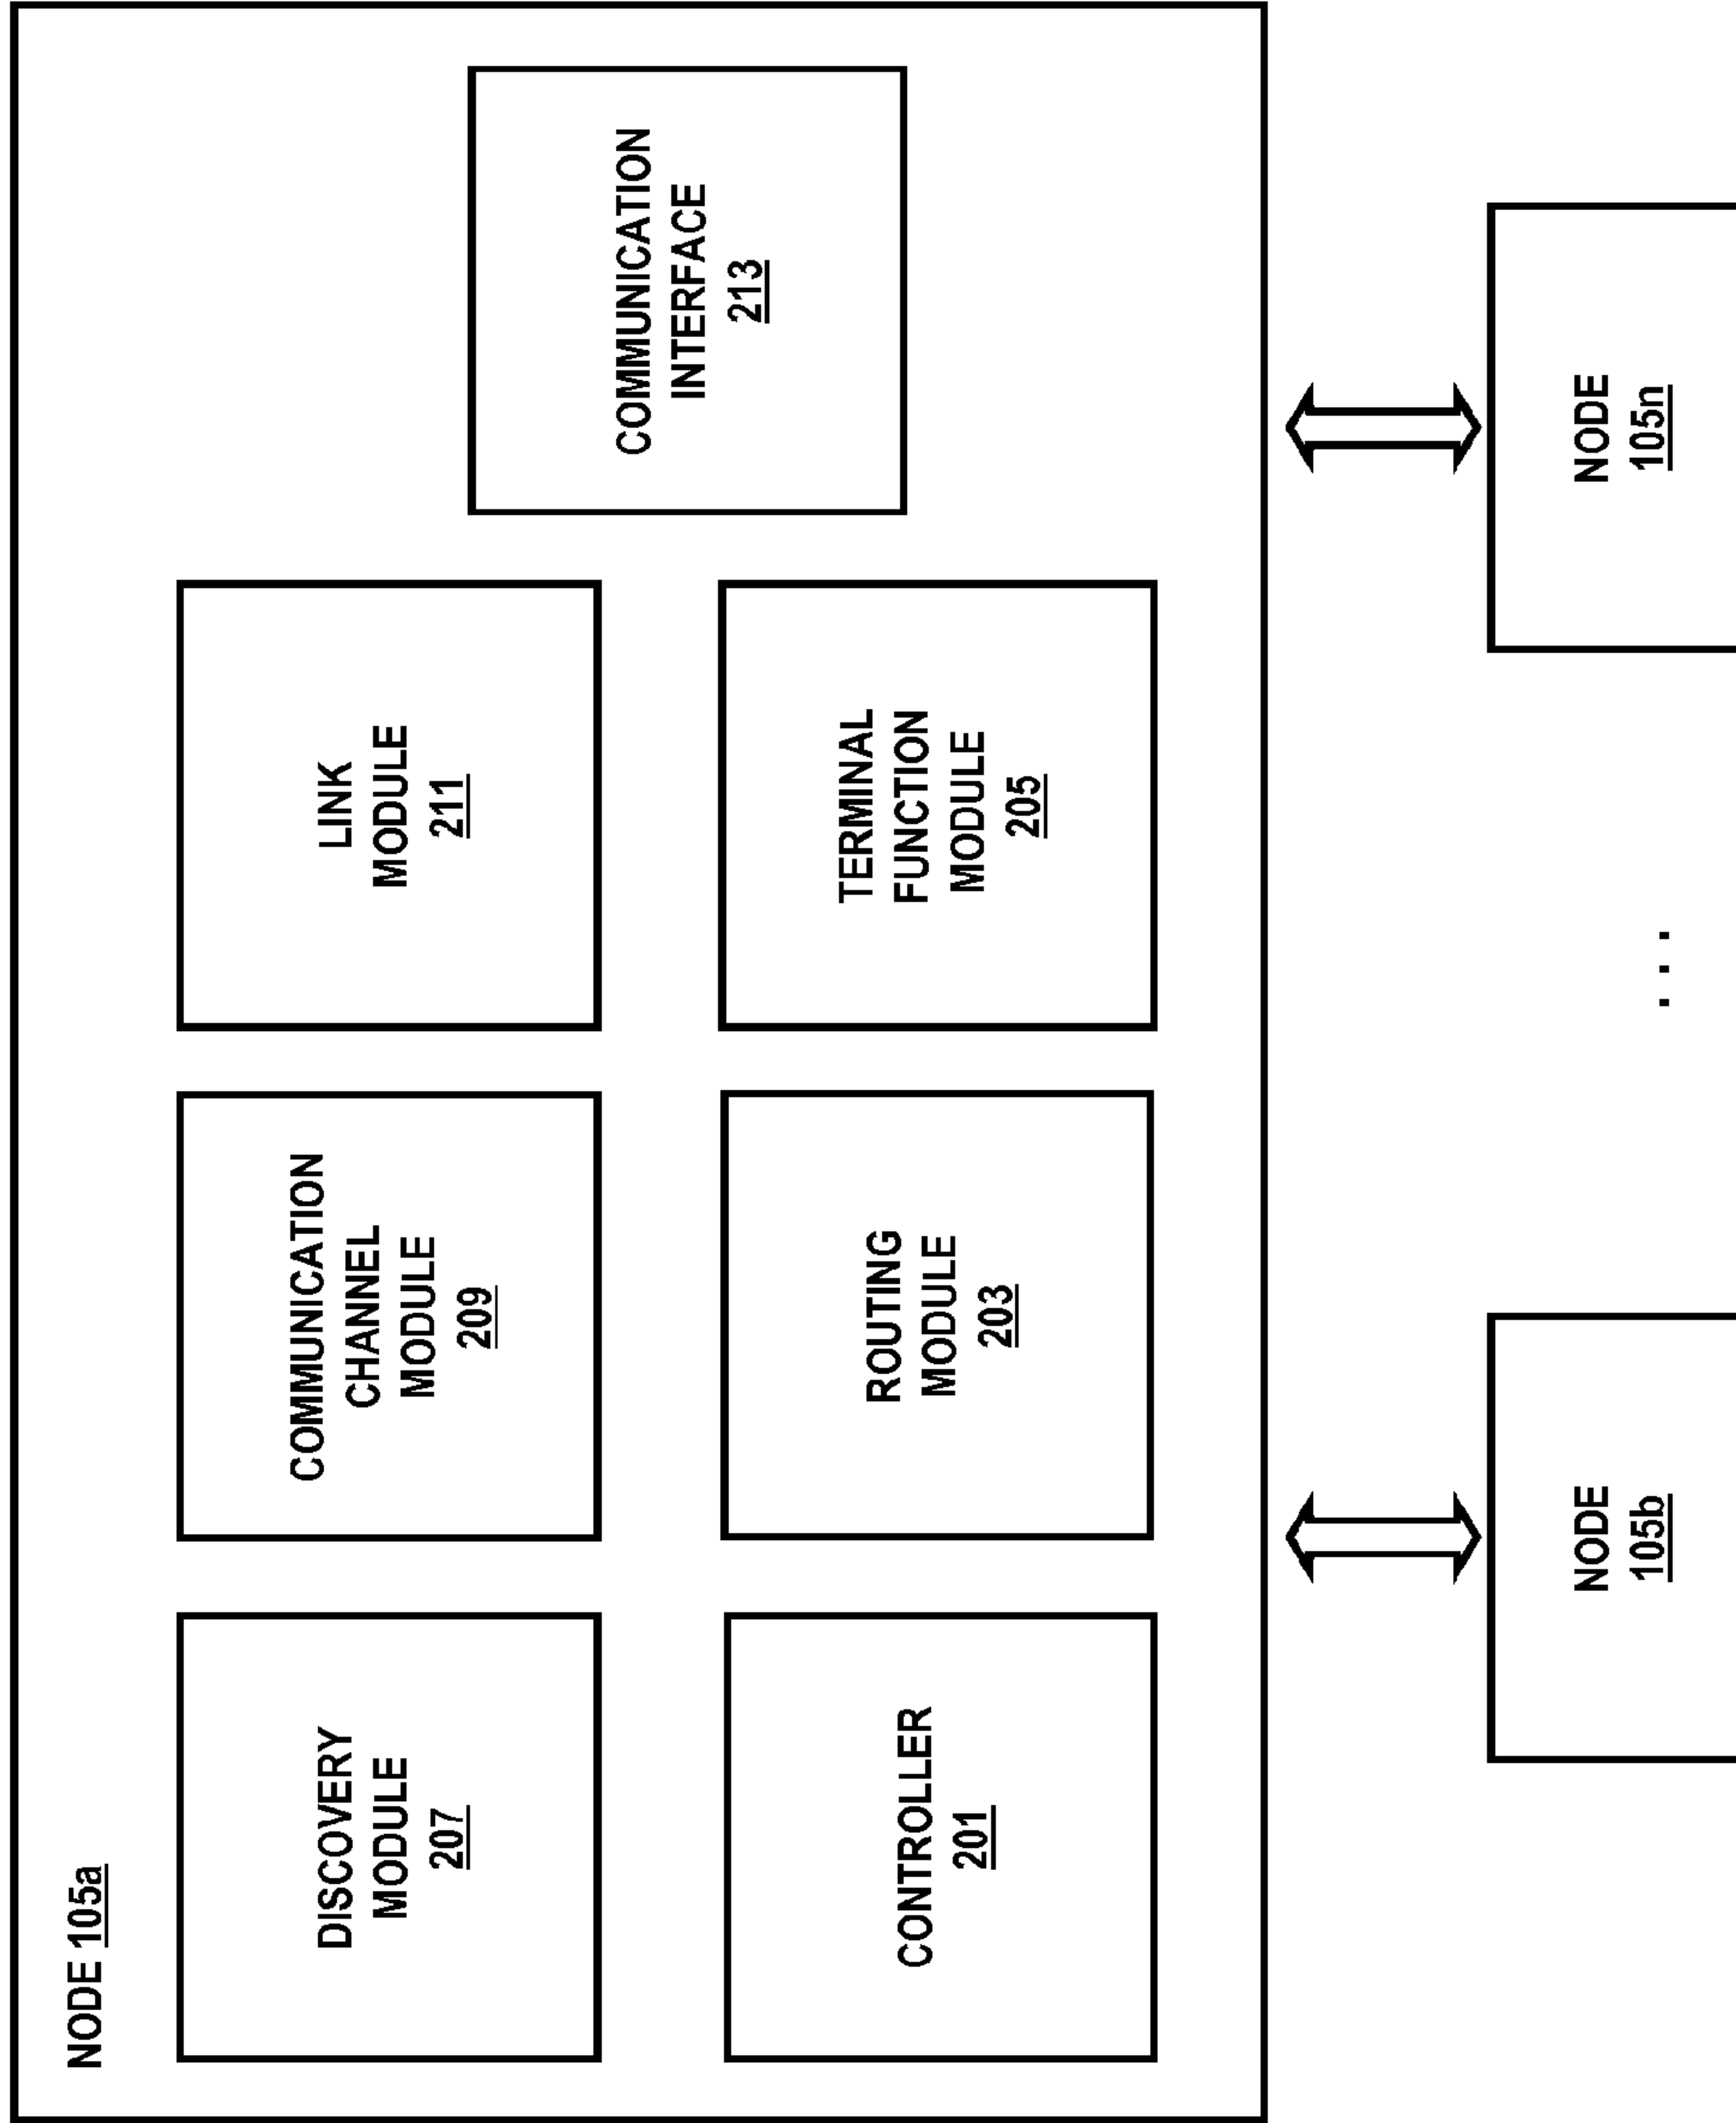 NODE 105a
DISCOVERY
MODULE
207
COMMUNICATION
CHANNEL
MODULE
209
LINK
MODULE
211
COMMUNICATION
INTERFACE
213
CONTROLLER
201
ROUTING
MODULE
203
TERMINAL
FUNCTION
MODULE
205
NODE
105b
. . .
NODE
105n